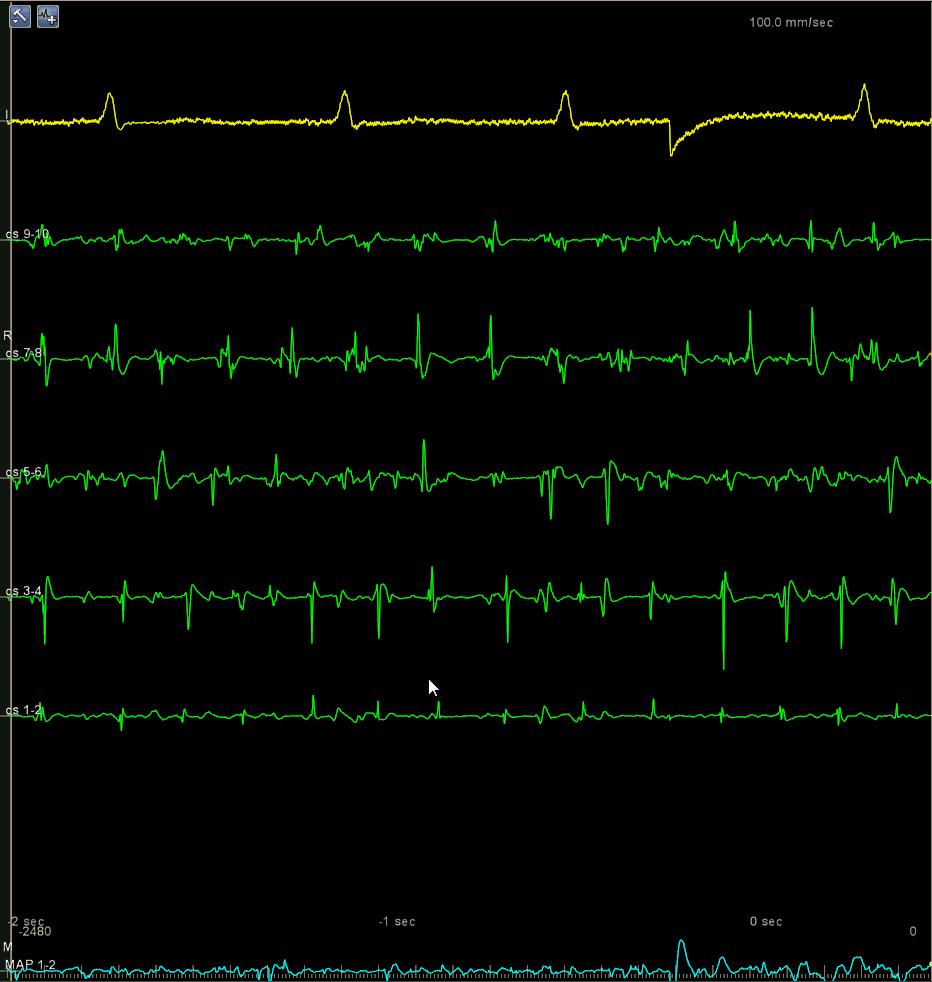 100.0 mm/sec
I
cs 9-10
R
cs 7-8
cs 5-6
cs 3-4
cs 1-2
-2 sec
-1 sec
0 sec
-2480
0
M
MAP 1-2